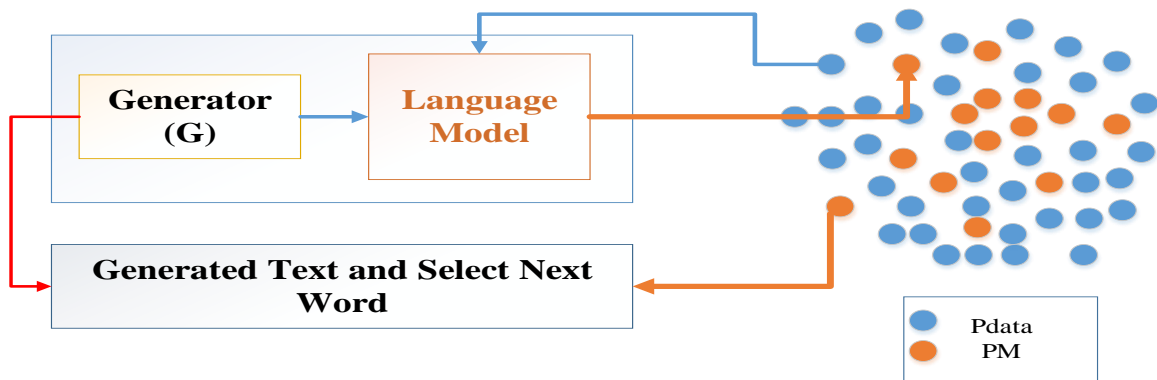 Generator
(G)
Language
Model
Generated Text and Select Next
Word
Pdata
PM